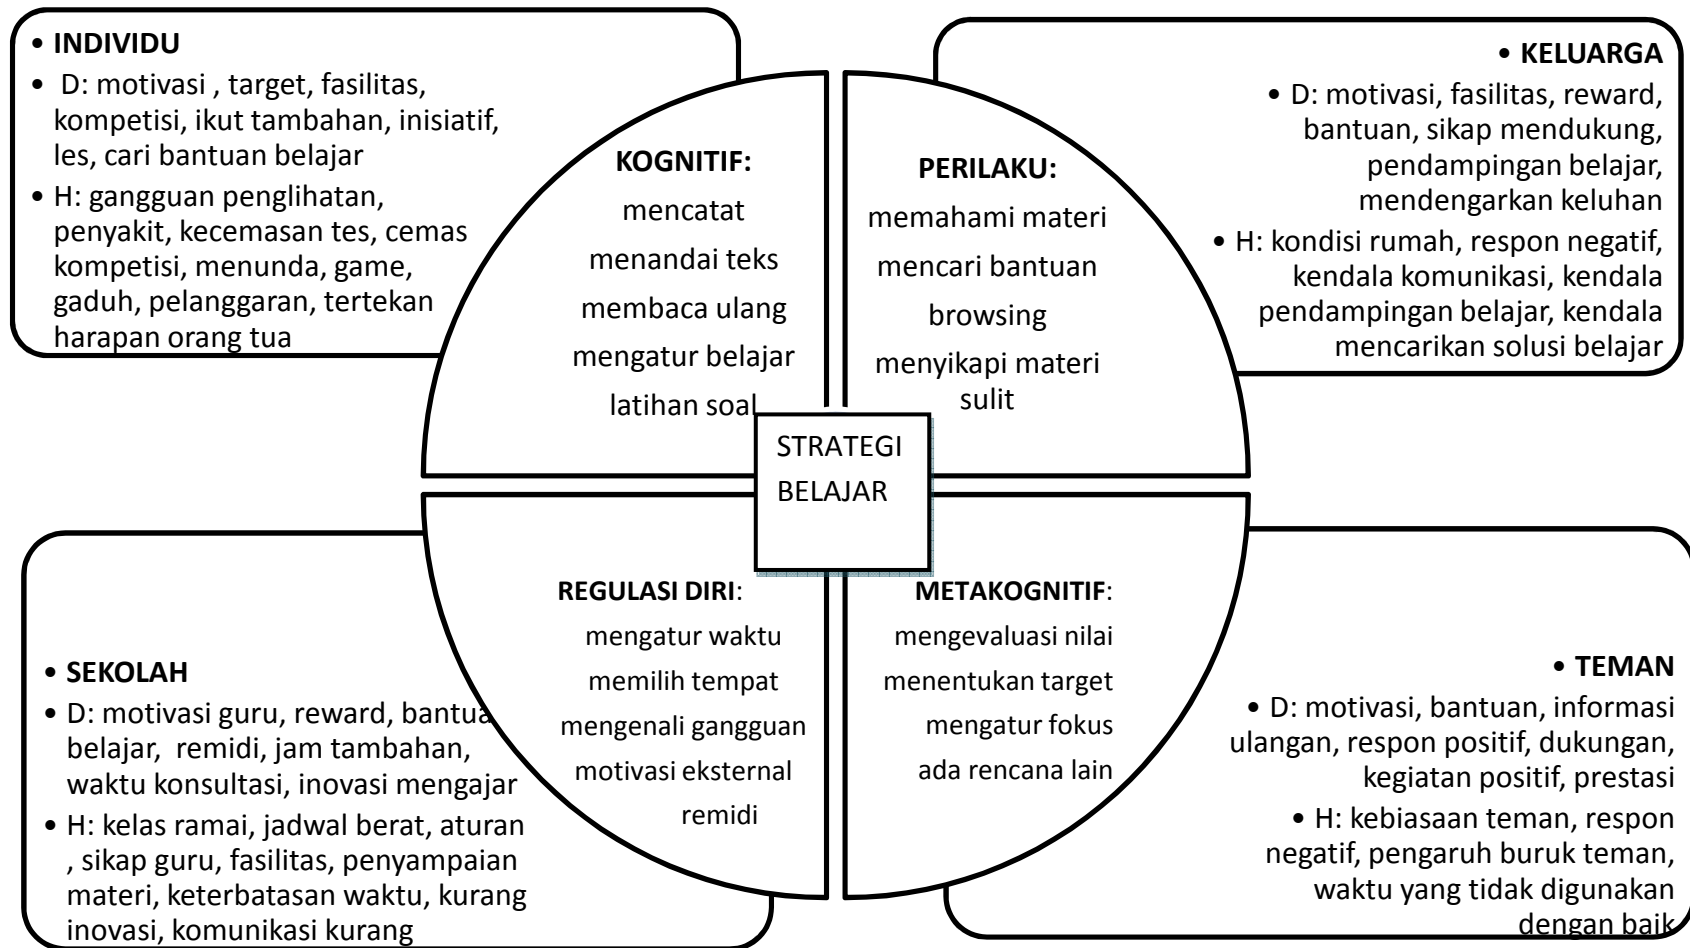 • INDIVIDU
• D: motivasi , target, fasilitas,
kompetisi, ikut tambahan, inisiatif,
les, cari bantuan belajar
• H: gangguan penglihatan,
penyakit, kecemasan tes, cemas
kompetisi, menunda, game,
gaduh, pelanggaran, tertekan
harapan orang tua
KOGNITIF:
mencatat
menandai teks
membaca ulang
mengatur belajar
latihan soal
PERILAKU:
memahami materi
mencari bantuan
browsing
menyikapi materi
sulit
• KELUARGA
• D: motivasi, fasilitas, reward,
bantuan, sikap mendukung,
pendampingan belajar,
mendengarkan keluhan
• H: kondisi rumah, respon negatif,
kendala komunikasi, kendala
pendampingan belajar, kendala
mencarikan solusi belajar
STRATEGI
BELAJAR
• SEKOLAH
• D: motivasi guru, reward, bantua
belajar, remidi, jam tambahan,
waktu konsultasi, inovasi mengajar
• H: kelas ramai, jadwal berat, aturan
, sikap guru, fasilitas, penyampaian
materi, keterbatasan waktu, kurang
inovasi, komunikasi kurang
REGULASI DIRI:
mengatur waktu
memilih tempat
mengenali gangguan
motivasi eksternal
remidi
METAKOGNITIF:
mengevaluasi nilai
menentukan target
mengatur fokus
ada rencana lain
• TEMAN
• D: motivasi, bantuan, informasi
ulangan, respon positif, dukungan,
kegiatan positif, prestasi
• H: kebiasaan teman, respon
negatif, pengaruh buruk teman,
waktu yang tidak digunakan
dengan baik